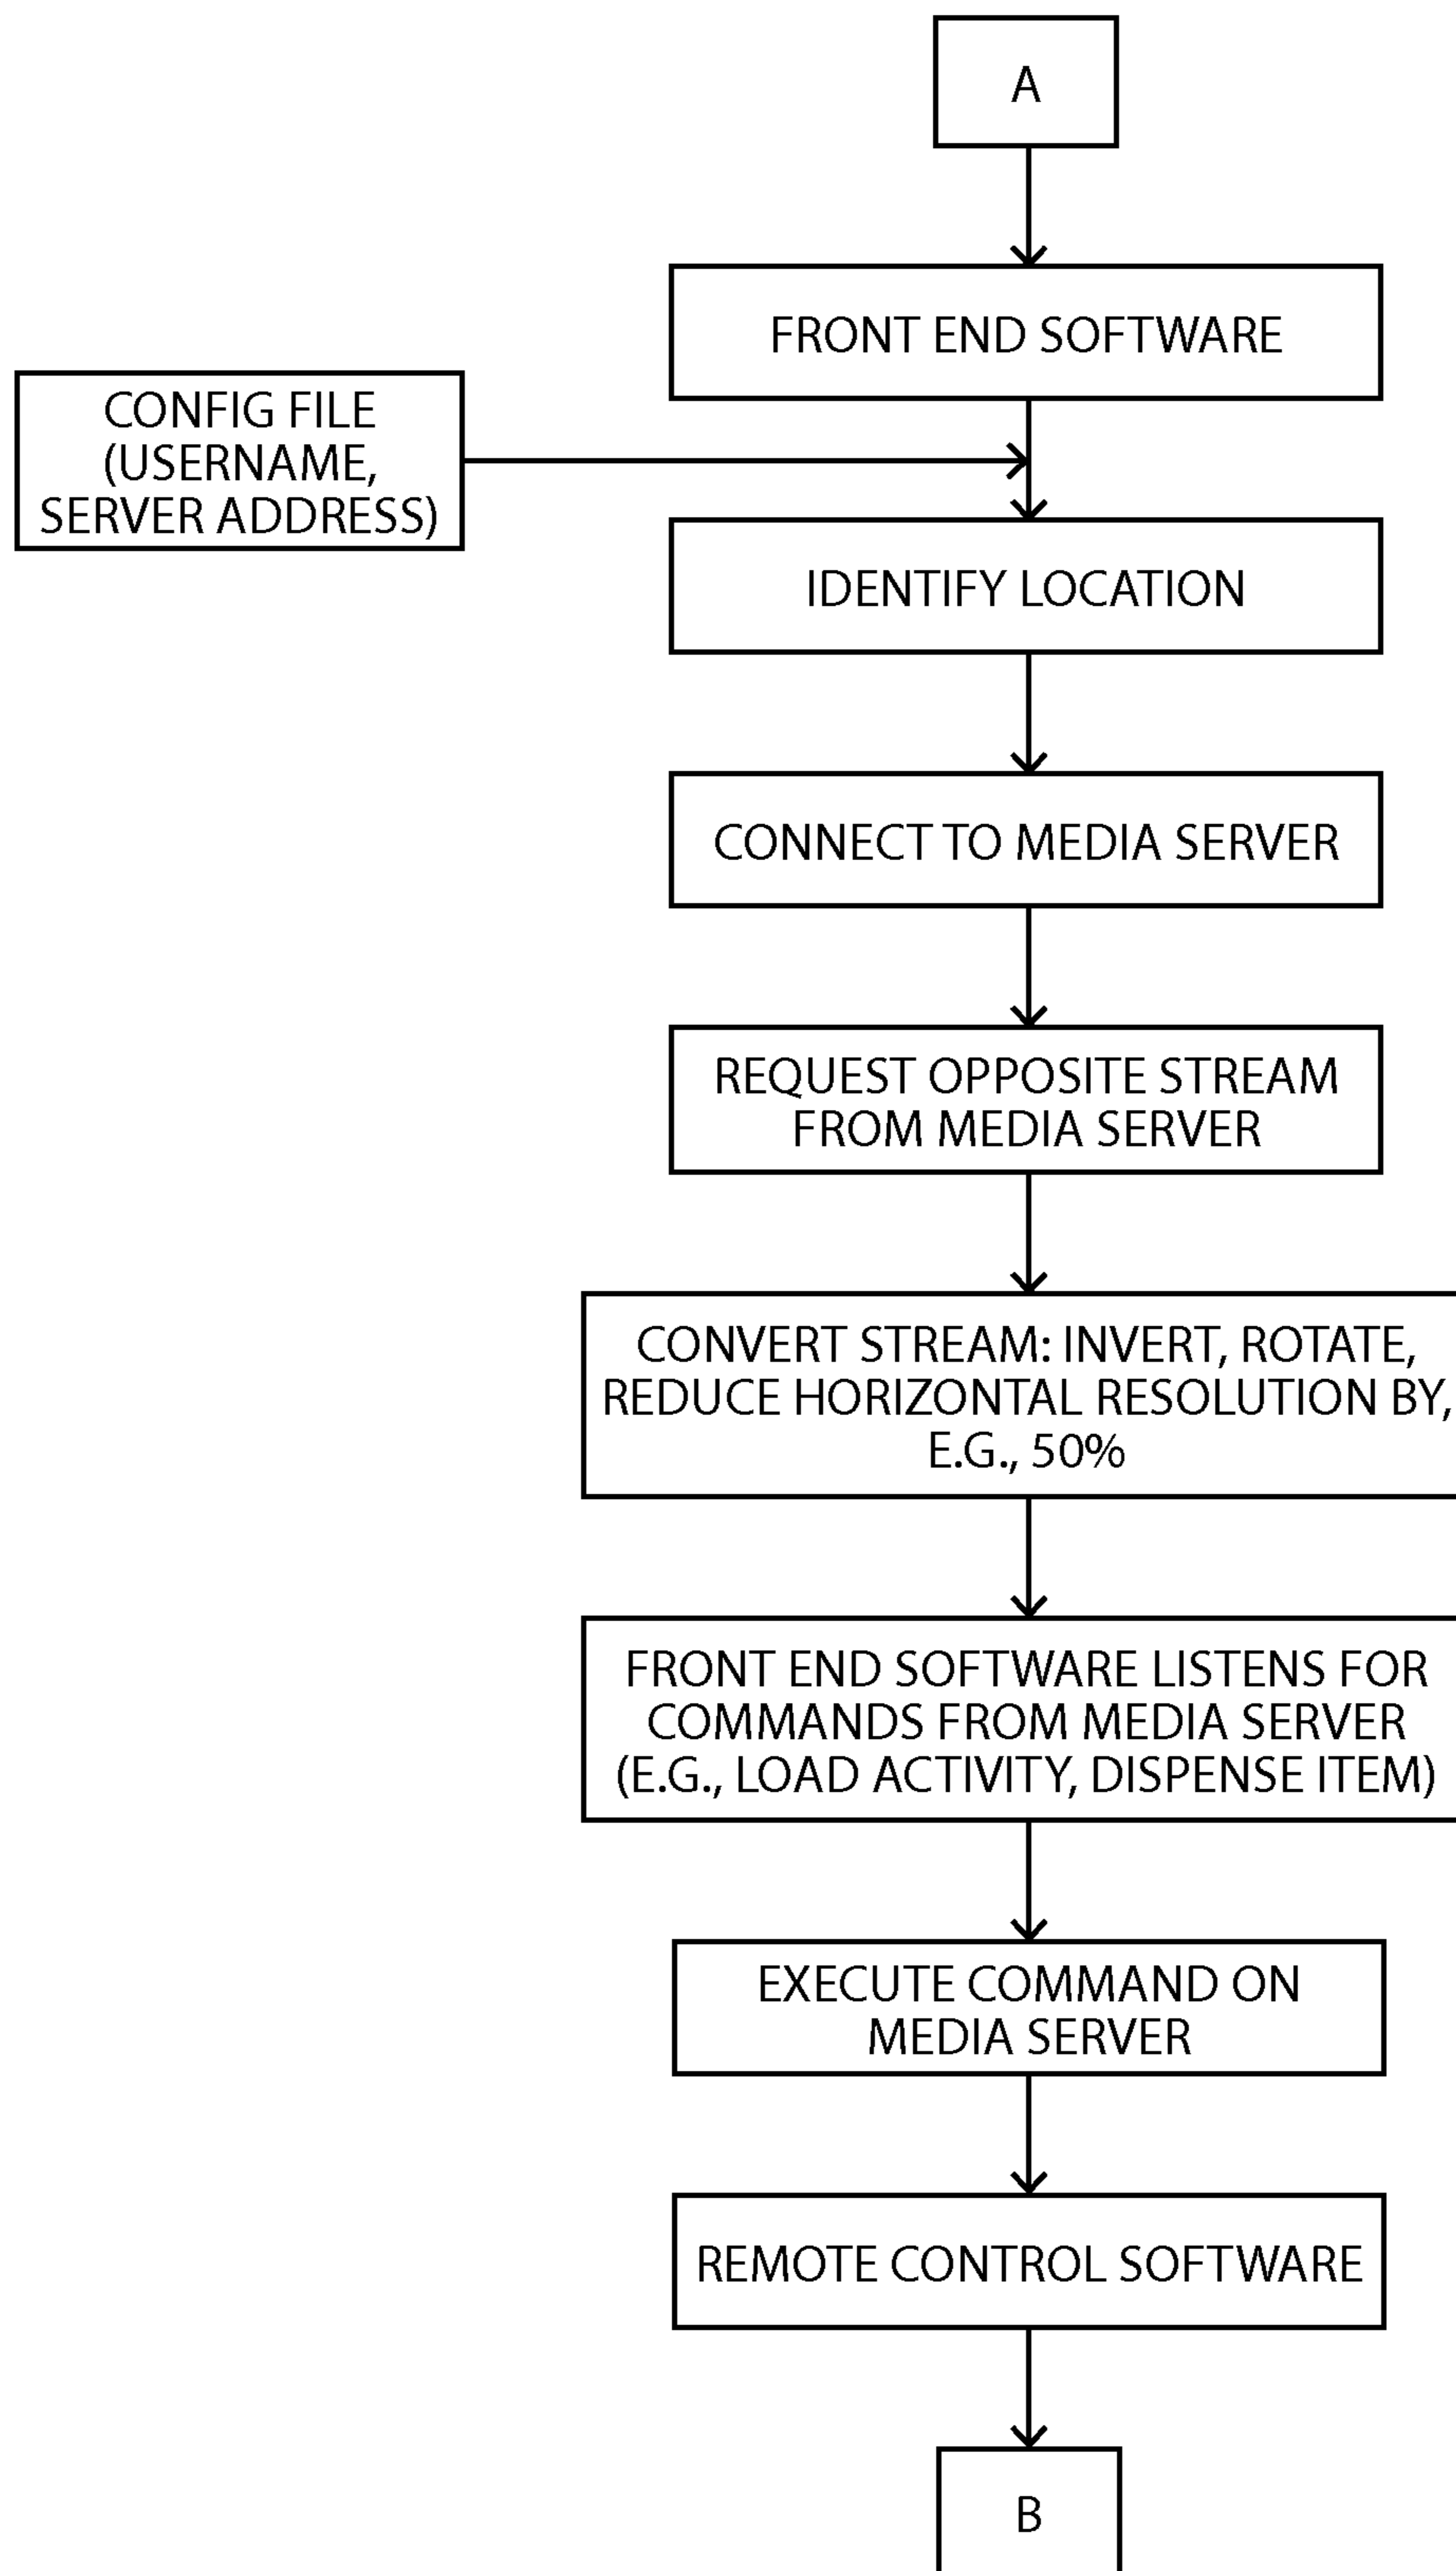 A
FRONT END SOFTWARE
CONFIG FILE
(USERNAME,
SERVER ADDRESS)
IDENTIFY LOCATION
CONNECT TO MEDIA SERVER
REQUEST OPPOSITE STREAM
FROM MEDIA SERVER
CONVERT STREAM: INVERT, ROTATE,
REDUCE HORIZONTAL RESOLUTION BY,
E.G., 50%
FRONT END SOFTWARE LISTENS FOR
COMMANDS FROM MEDIA SERVER
(E.G., LOAD ACTIVITY, DISPENSE ITEM)
EXECUTE COMMAND ON
MEDIA SERVER
REMOTE CONTROL SOFTWARE
B